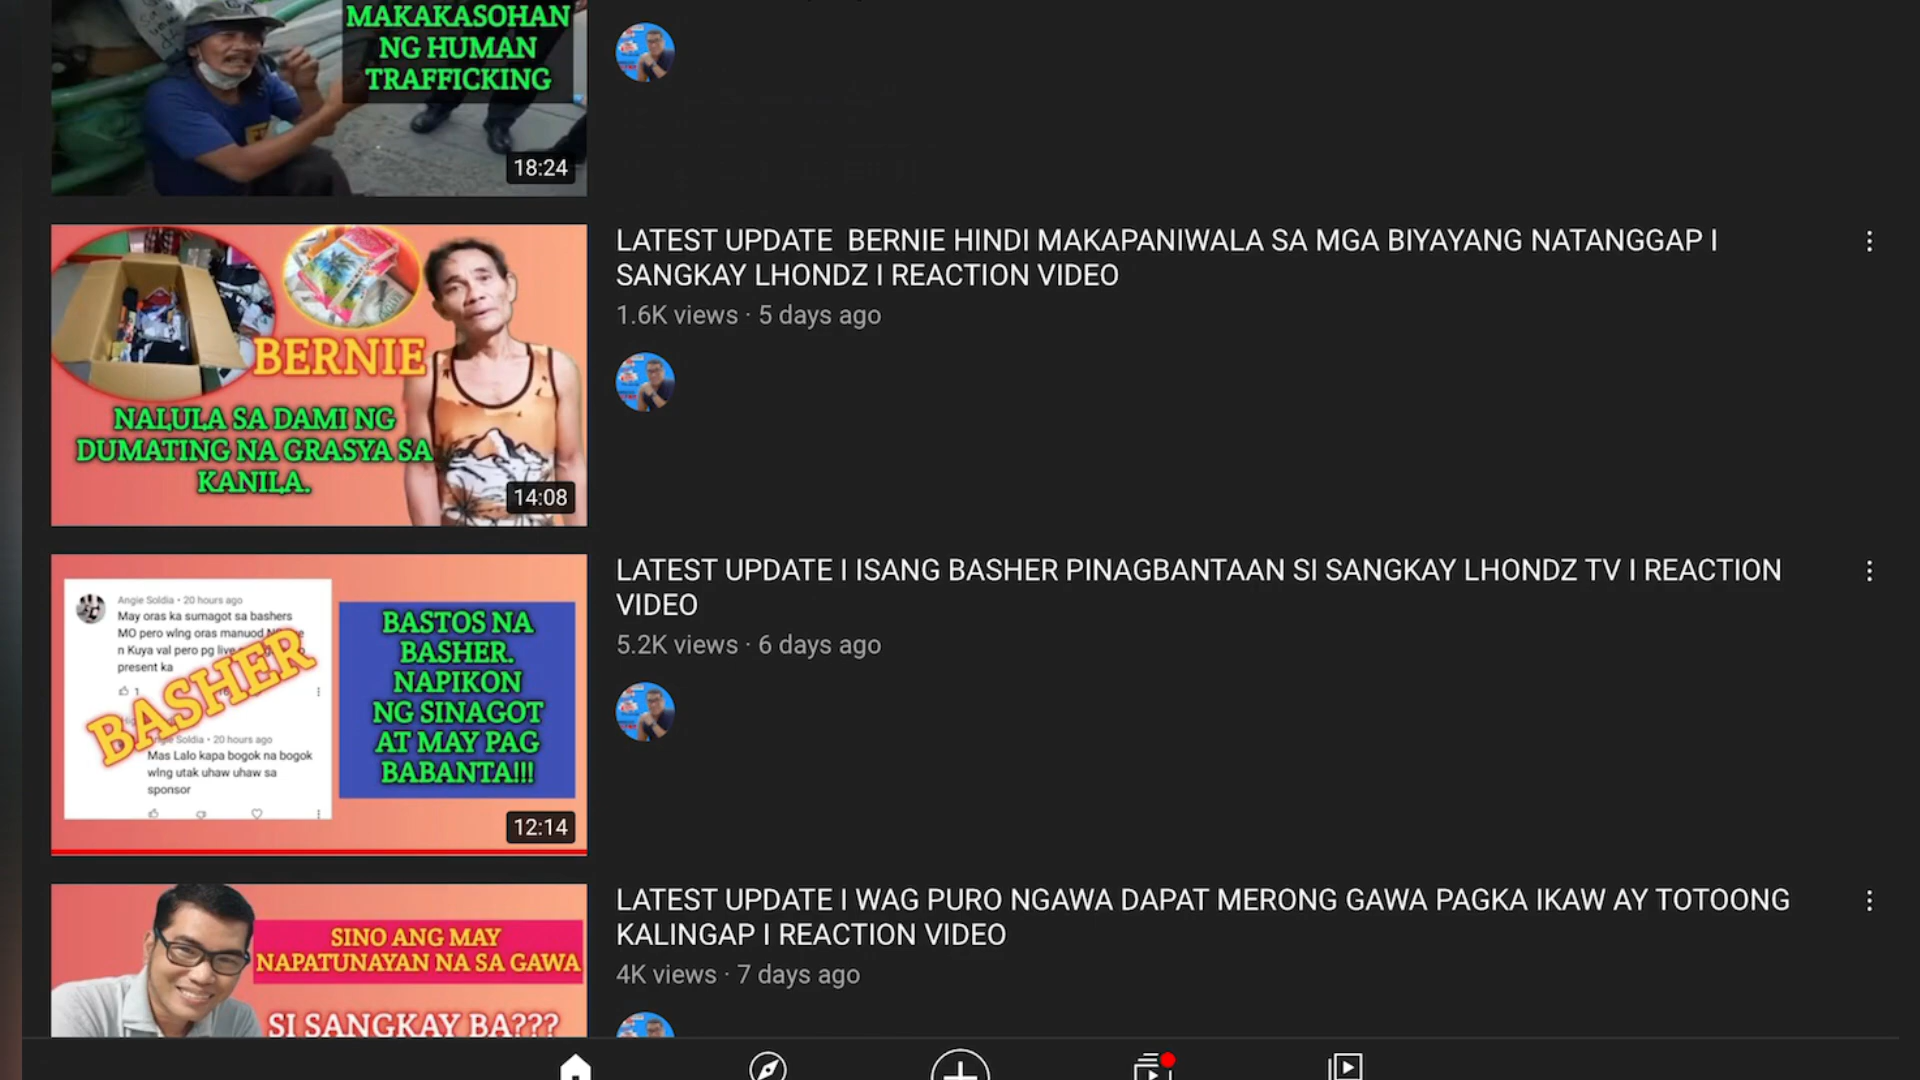 MAKAKASOHAN
NG HUMAN
TRAFFICKING
18:24
LATEST UPDATE BERNIE HINDI MAKAPANIWALA SA MGA BIYAYANG NATANGGAP I
SANGKAY LHONDZ I REACTION VIDEO
1.6K views · 5 days ago
BERNIE
NALULA SA DAMI NG
DUMATING NA GRASYA SA
KANILA.
14:08
LATEST UPDATE I ISANG BASHER PINAGBANTAAN SI SANGKAY LHONDZ TV I REACTION
VIDEO
5.2K views · 6 days ago
Angie Soldia • 20 hours ago
May oras ka sumagot sa bashers
MO pero wlng oras manuod
n Kuya val pero pg live
present ka
1
BASHER
Soldia • 20 hours ago
Mas Lalo kapa bogok na bogok
wlng utak uhaw uhaw sa
sponsor
BASTOS NA
BASHER.
NAPIKON
NG SINAGOT
AT MAY PAG
BABANTA!!!
12:14
LATEST UPDATE I WAG PURO NGAWA DAPAT MERONG GAWA PAGKA IKAW AY TOTOONG
KALINGAP I REACTION VIDEO
4K views · 7 days ago
SINO ANG MAY
NAPATUNAYAN NA SA GAWA
SI SANGKAY BA???